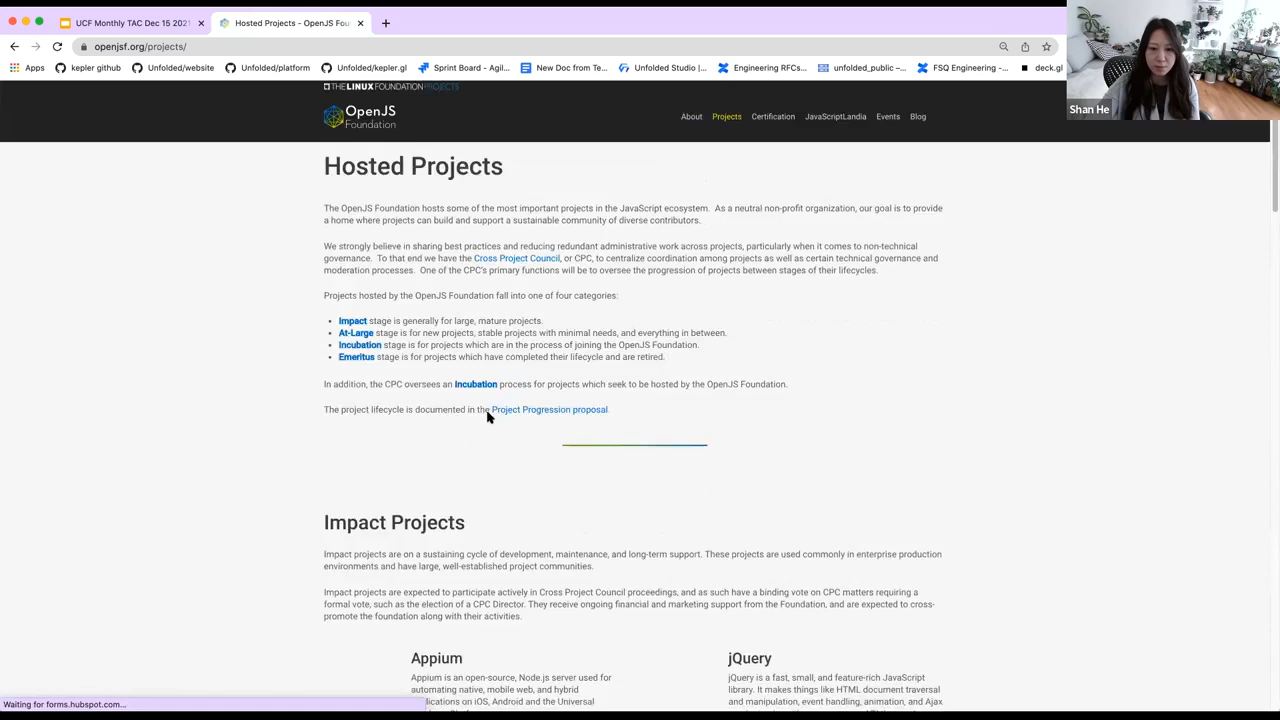 UCF Monthly TAC Dec 15 2021
Hosted Projects - OpenJS Fou
openjsf.org/projects/
Apps
kepler github
Unfolded/website
Unfolded/platform
Unfolded/kepler.gl
Sprint Board - Agil...
New Doc from Te...
Unfolded Studio |...
Engineering RFCs...
unfolded_public –...
FSQ Engineering -...
deck.gl
Shan He
THE LINUX FOUNDATION PROJECTS
OpenJS
Foundation
About
Projects
Certification
JavaScriptLandia
Events
Blog
Hosted Projects
The OpenJS Foundation hosts some of the most important projects in the JavaScript ecosystem. As a neutral non-profit organization, our goal is to provide
a home where projects can build and support a sustainable community of diverse contributors.
We strongly believe in sharing best practices and reducing redundant administrative work across projects, particularly when it comes to non-technical
governance. To that end we have the Cross Project Council, or CPC, to centralize coordination among projects as well as certain technical governance and
moderation processes. One of the CPC's primary functions will be to oversee the progression of projects between stages of their lifecycles.
Projects hosted by the OpenJS Foundation fall into one of four categories:
• Impact stage is generally for large, mature projects.
• At-Large stage is for new projects, stable projects with minimal needs, and everything in between.
• Incubation stage is for projects which are in the process of joining the OpenJS Foundation.
• Emeritus stage is for projects which have completed their lifecycle and are retired.
In addition, the CPC oversees an Incubation process for projects which seek to be hosted by the OpenJS Foundation.
The project lifecycle is documented in the Project Progression proposal.
Impact Projects
Impact projects are on a sustaining cycle of development, maintenance, and long-term support. These projects are used commonly in enterprise production
environments and have large, well-established project communities.
Impact projects are expected to participate actively in Cross Project Council proceedings, and as such have a binding vote on CPC matters requiring a
formal vote, such as the election of a CPC Director. They receive ongoing financial and marketing support from the Foundation, and are expected to cross-
promote the foundation along with their activities.
Appium
Appium is an open-source, Node.js server used for
automating native, mobile web, and hybrid
plications on iOS, Android and the Universal
jQuery
jQuery is a fast, small, and feature-rich JavaScript
library. It makes things like HTML document traversal
and manipulation, event handling, animation, and Ajax
Waiting for forms.hubspot.com...